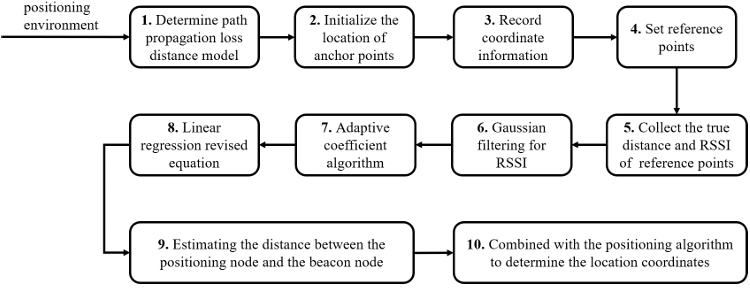 positioning
environment
1. Determine path
propagation loss
distance model
2. Initialize the
location of
anchor points
3. Record
coordinate
information
4. Set reference
points
5. Collect the true
distance and RSSI
of reference points
6. Gaussian
filtering for
RSSI
7. Adaptive
coefficient
algorithm
8. Linear
regression revised
equation
9. Estimating the distance between the
positioning node and the beacon node
10. Combined with the positioning algorithm
to determine the location coordinates